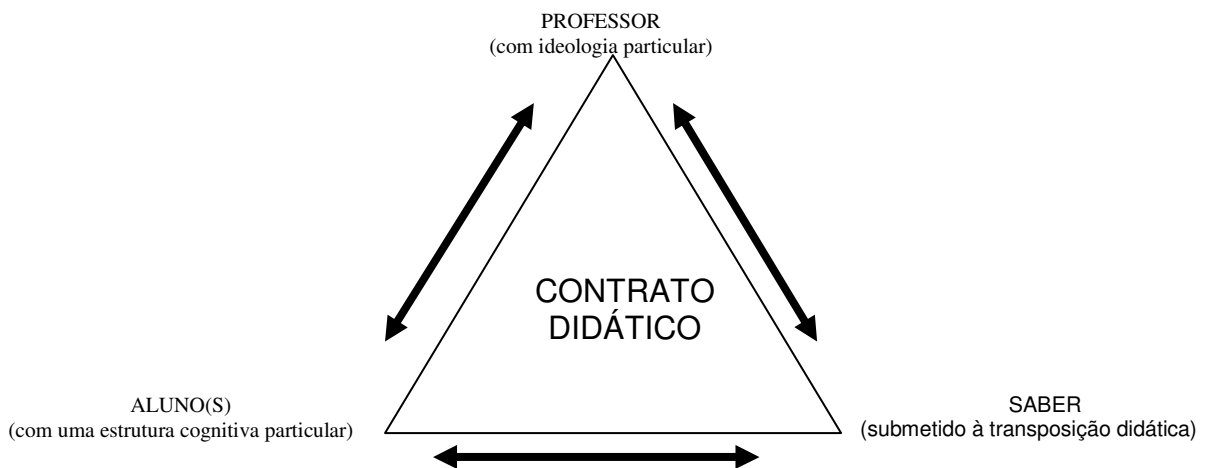 PROFESSOR
(com ideologia particular)
CONTRATO
DIDÁTICO
ALUNO(S)
(com uma estrutura cognitiva particular)
SABER
(submetido à transposição didática)